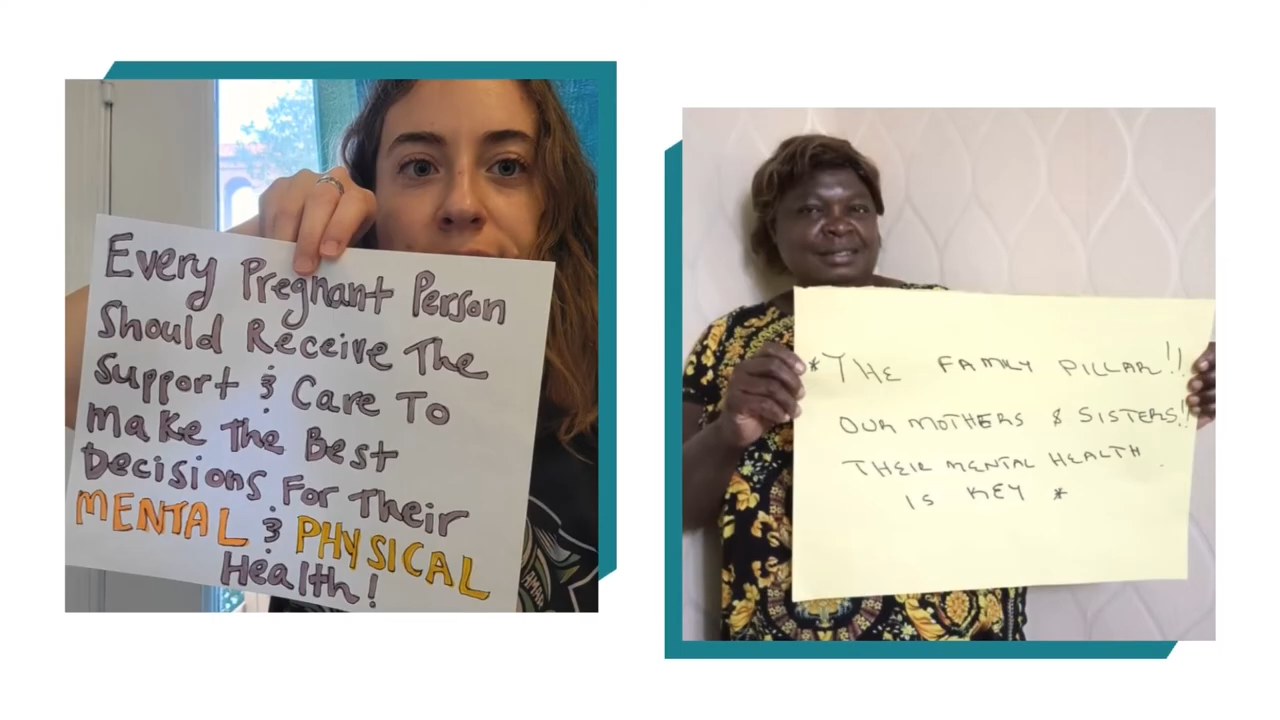 Every Pregnant Person
Should Receive The
Support & Care To
Make The Best
Decisions For Their
MENTAL & PHYSICAL
Health!
*THE FAMILY PILLAR!!
OUR MOTHERS & SISTERS!!
THEIR MENTAL HEALTH
IS KEY *